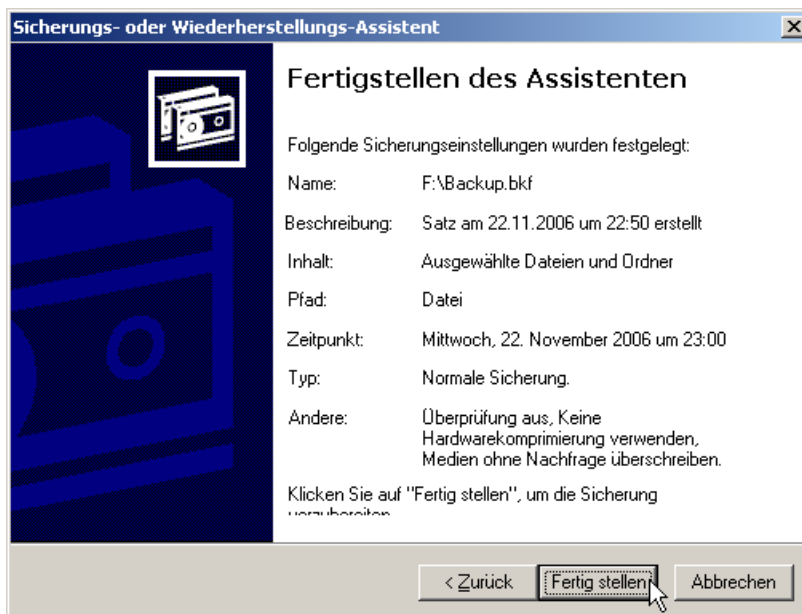 Sicherungs- oder Wiederherstellungs-Assistent
Fertigstellen des Assistenten
Folgende Sicherungseinstellungen wurden festgelegt:
Name: F:\Backup.bkf
Beschreibung: Satz am 22.11.2006 um 22:50 erstellt
Inhalt: Ausgewählte Dateien und Ordner
Pfad: Datei
Zeitpunkt: Mittwoch, 22. November 2006 um 23:00
Typ: Normale Sicherung.
Andere: Überprüfung aus, Keine
Hardwarekomprimierung verwenden,
Medien ohne Nachfrage überschreiben.
Klicken Sie auf "Fertig stellen", um die Sicherung
< Zurück Fertig stellen Abbrechen